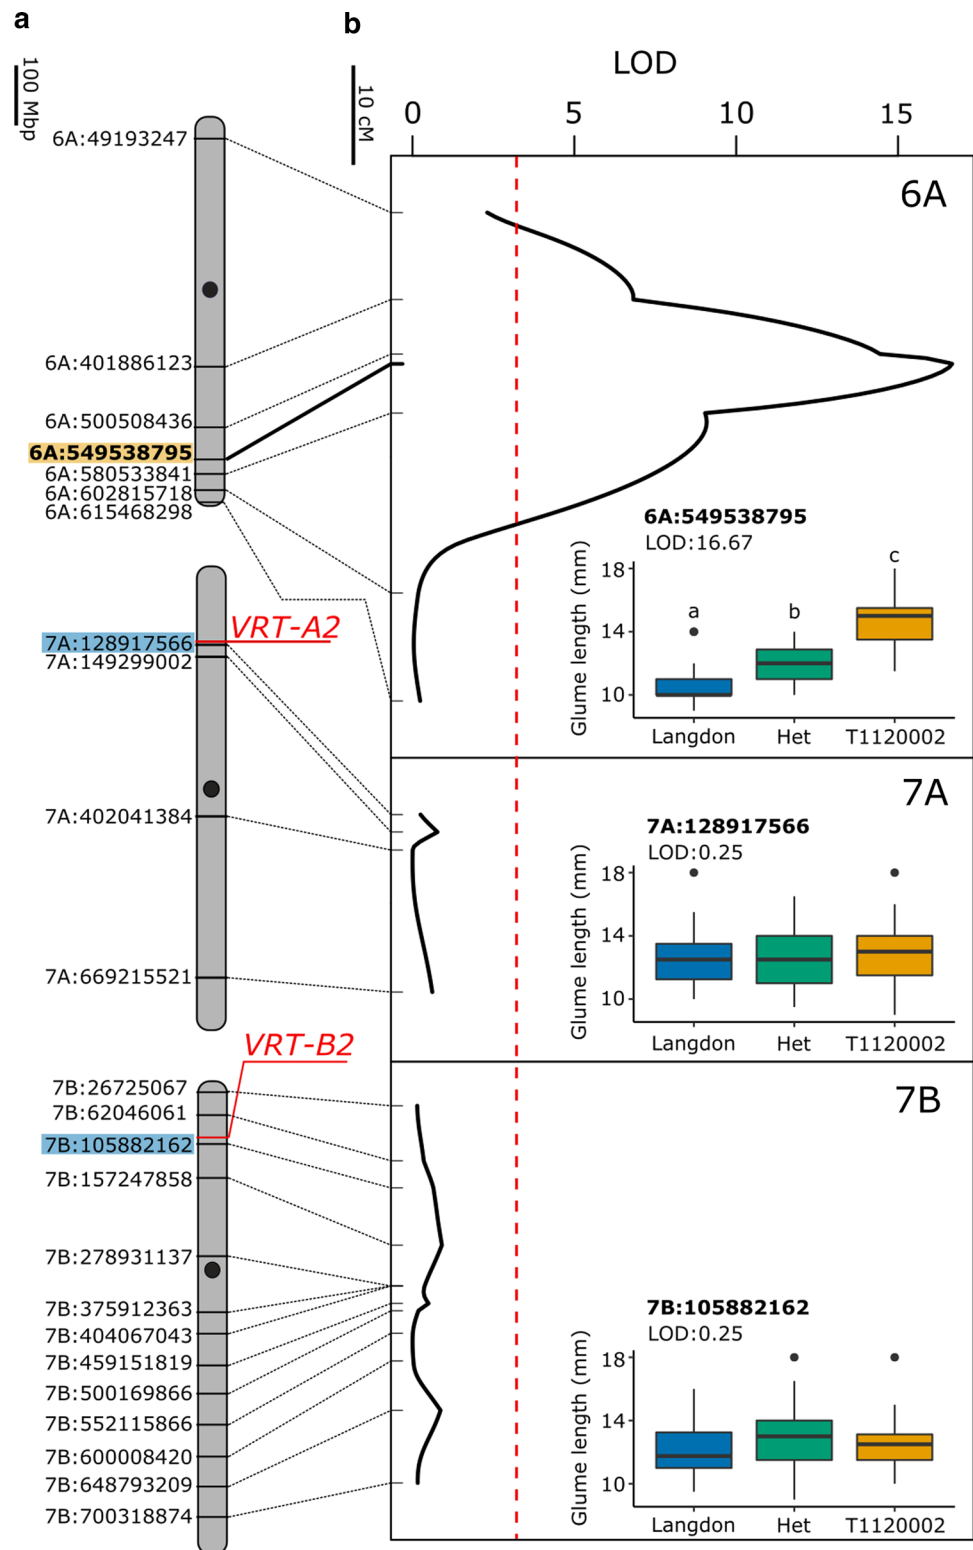 a
b
100 Mbp
10 cM
LOD
0 5 10 15
6A:49193247
6A:401886123
6A:500508436
6A:549538795
6A:580533841
6A:602815718
6A:615468298
6A
6A:549538795
LOD:16.67
Glume length (mm)
18
14
10
a
b
c
Langdon Het T1120002
VRT-A2
7A:128917566
7A:149299002
7A:402041384
7A:669215521
7A
7A:128917566
LOD:0.25
Glume length (mm)
18
14
10
Langdon Het T1120002
VRT-B2
7B:26725067
7B:62046061
7B:105882162
7B:157247858
7B:278931137
7B:375912363
7B:404067043
7B:459151819
7B:500169866
7B:552115866
7B:600008420
7B:648793209
7B:700318874
7B
7B:105882162
LOD:0.25
Glume length (mm)
18
14
10
Langdon Het T1120002